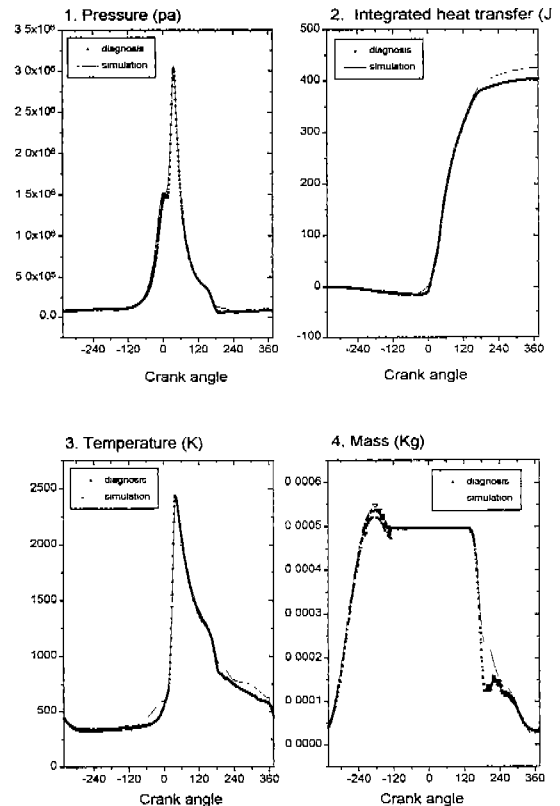 1. Pressure (pa)
diagnosis
simulation
3.5x10⁶
3.0x10⁶
2.5x10⁶
2.0x10⁶
1.5x10⁶
1.0x10⁶
5.0x10⁵
0.0
-240 -120 0 120 240 360
Crank angle
2. Integrated heat transfer (J
diagnosis
simulation
400
300
200
100
0
-100
-240 -120 0 120 240 360
Crank angle
3. Temperature (K)
diagnosis
simulation
2500
2000
1500
1000
500
0
-240 -120 0 120 240 360
Crank angle
4. Mass (Kg)
diagnosis
simulation
0.0006
0.0005
0.0004
0.0003
0.0002
0.0001
0.0000
-240 -120 0 120 240 360
Crank angle